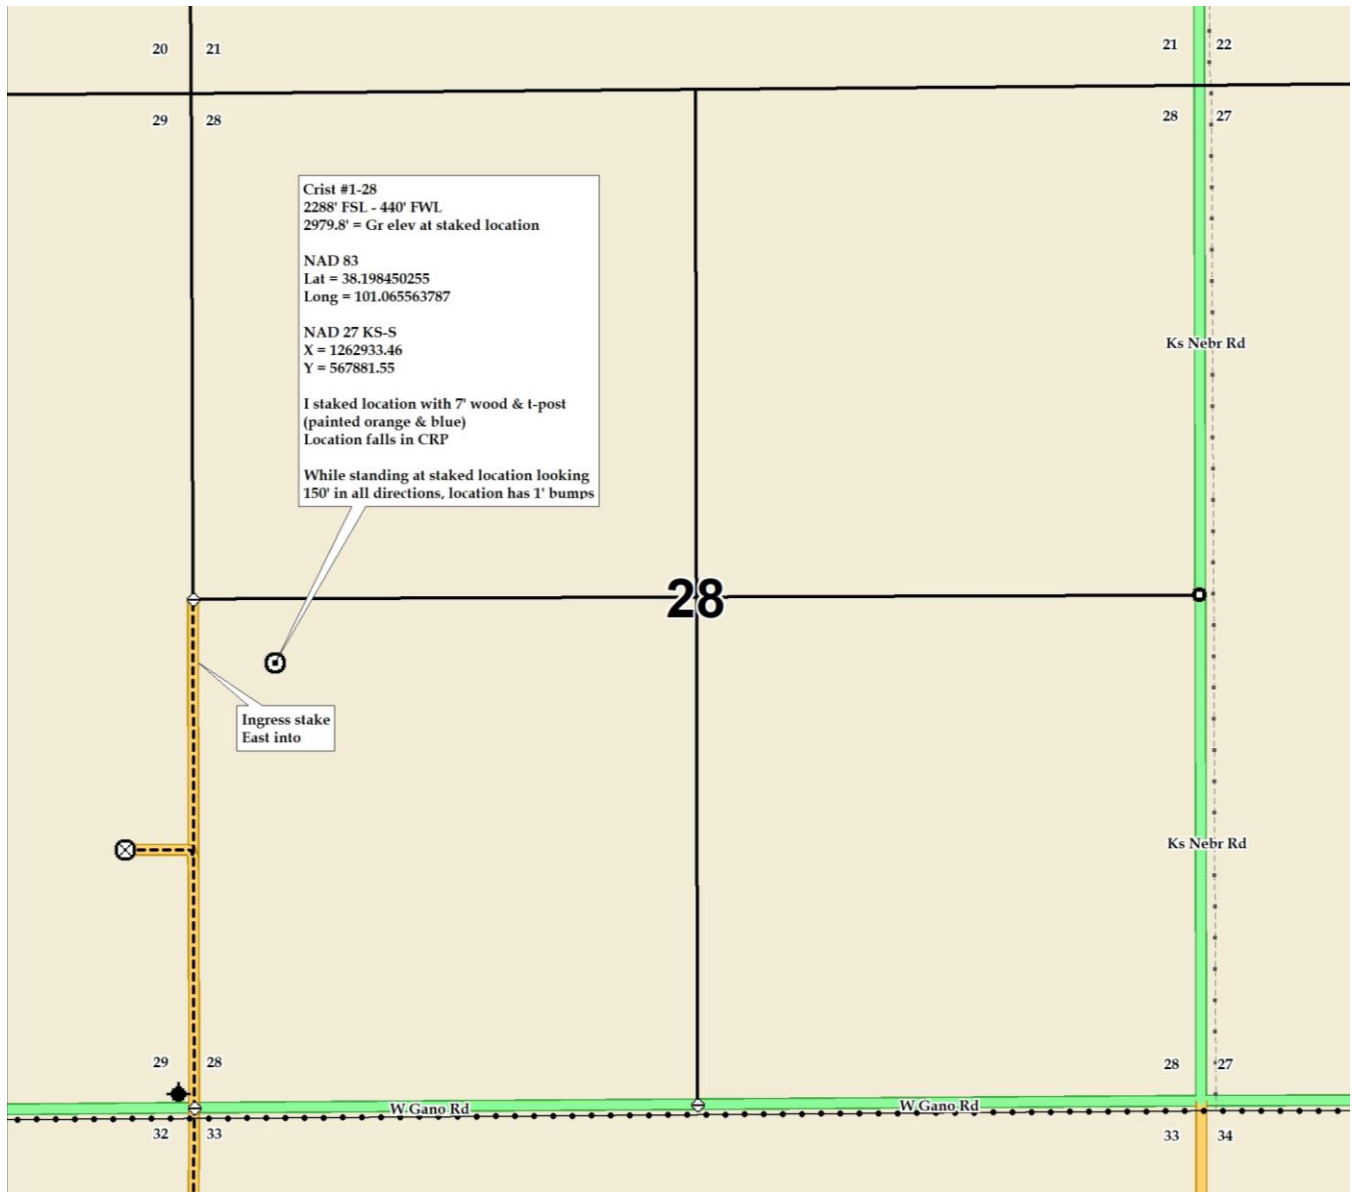 20 21
21 22
29 28
28 27
Crist #1-28
2288' FSL - 440' FWL
2979.8' = Gr elev at staked location
NAD 83
Lat = 38.198450255
Long = 101.065563787
NAD 27 KS-S
X = 1262933.46
Y = 567881.55
I staked location with 7' wood & t-post
(painted orange & blue)
Location falls in CRP
While standing at staked location looking
150' in all directions, location has 1' bumps
Ks Nebr Rd
28
Ingress stake
East into
Ks Nebr Rd
29 28
28 27
W Gano Rd
W Gano Rd
32 33
33 34